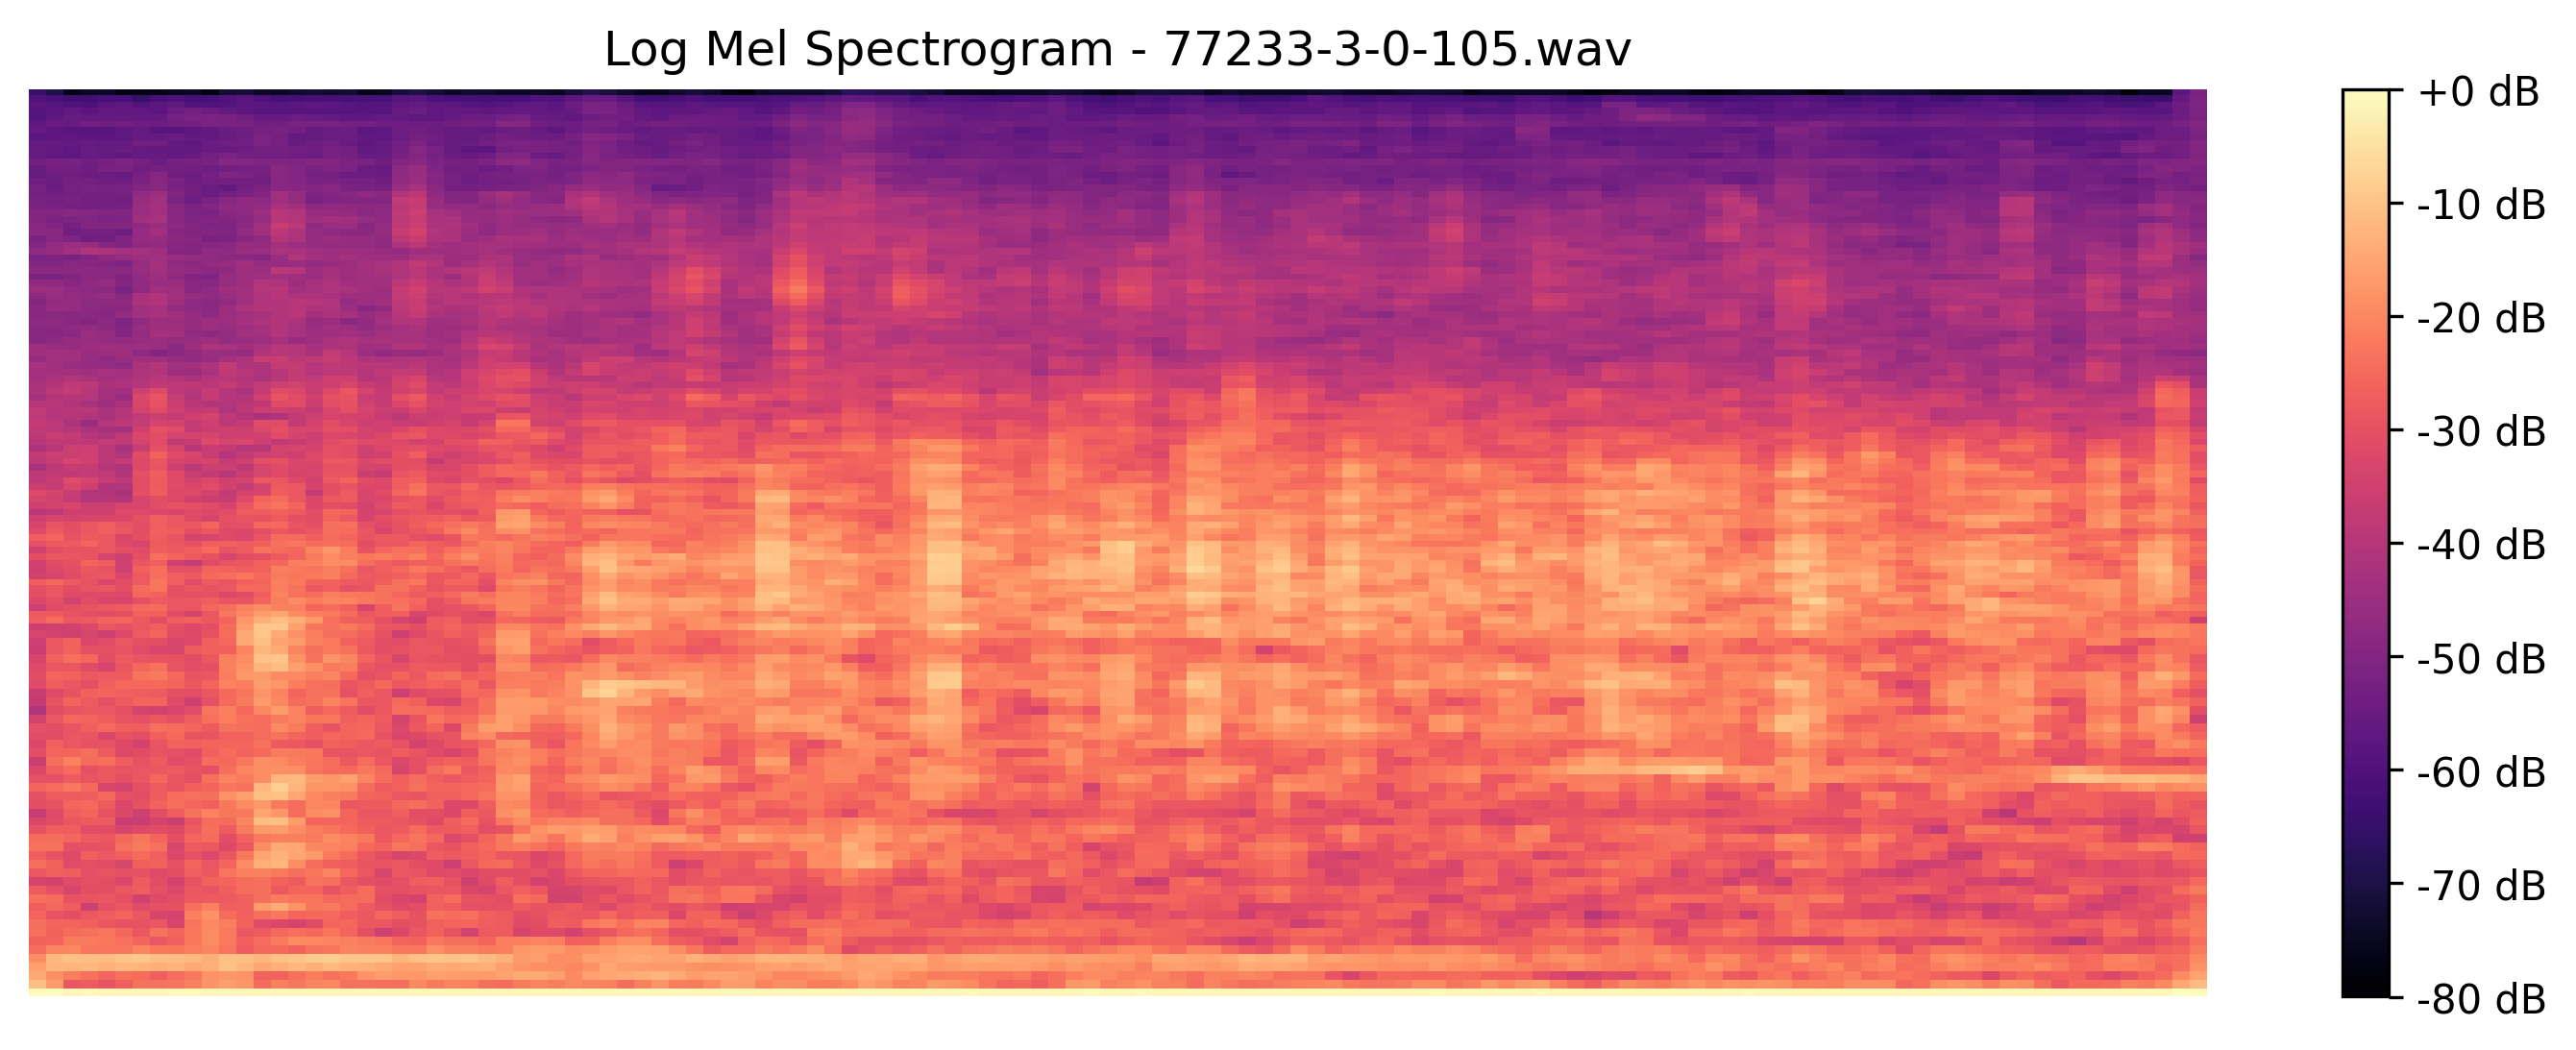 Log Mel Spectrogram - 77233-3-0-105.wav
+0 dB
-10 dB
-20 dB
-30 dB
-40 dB
-50 dB
-60 dB
-70 dB
-80 dB